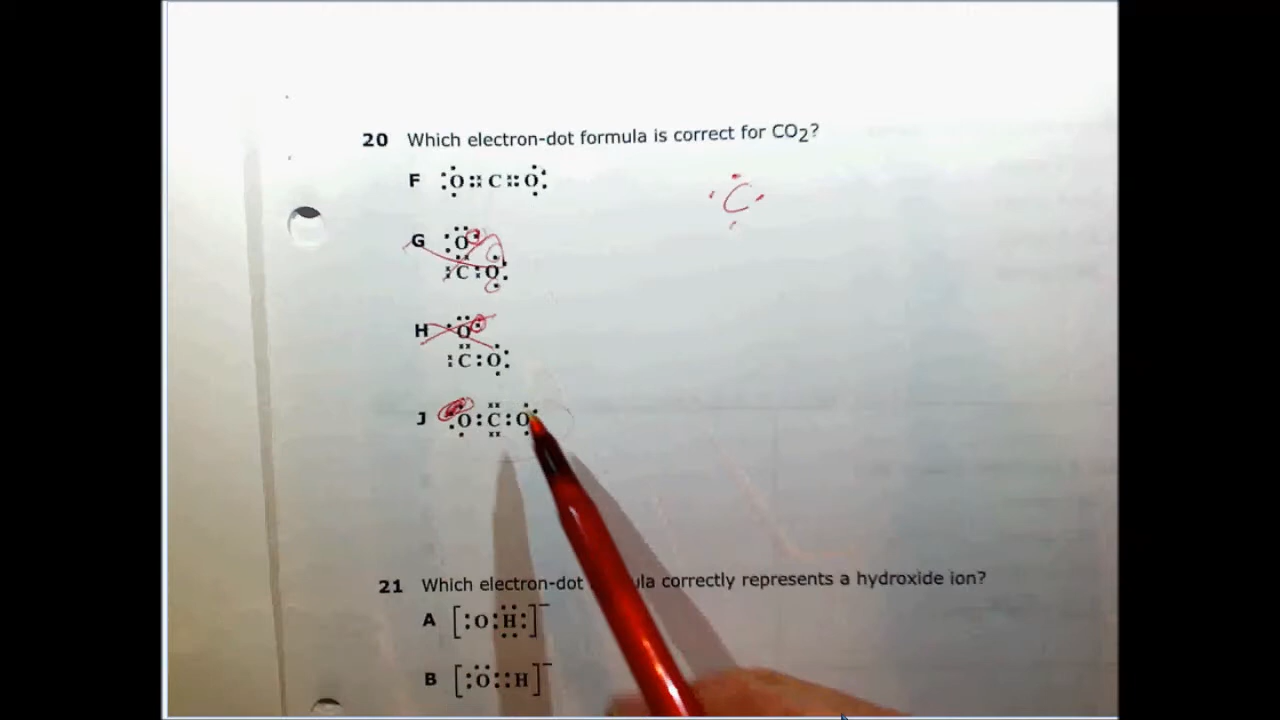 20 Which electron-dot formula is correct for CO₂?
F :O::C::O:
G :O:
:C:O:
H :O:
:C:O:
J :O:C:O
C
21 Which electron-dot ula correctly represents a hydroxide ion?
A [:O:H:]⁻
B [:O::H]⁻